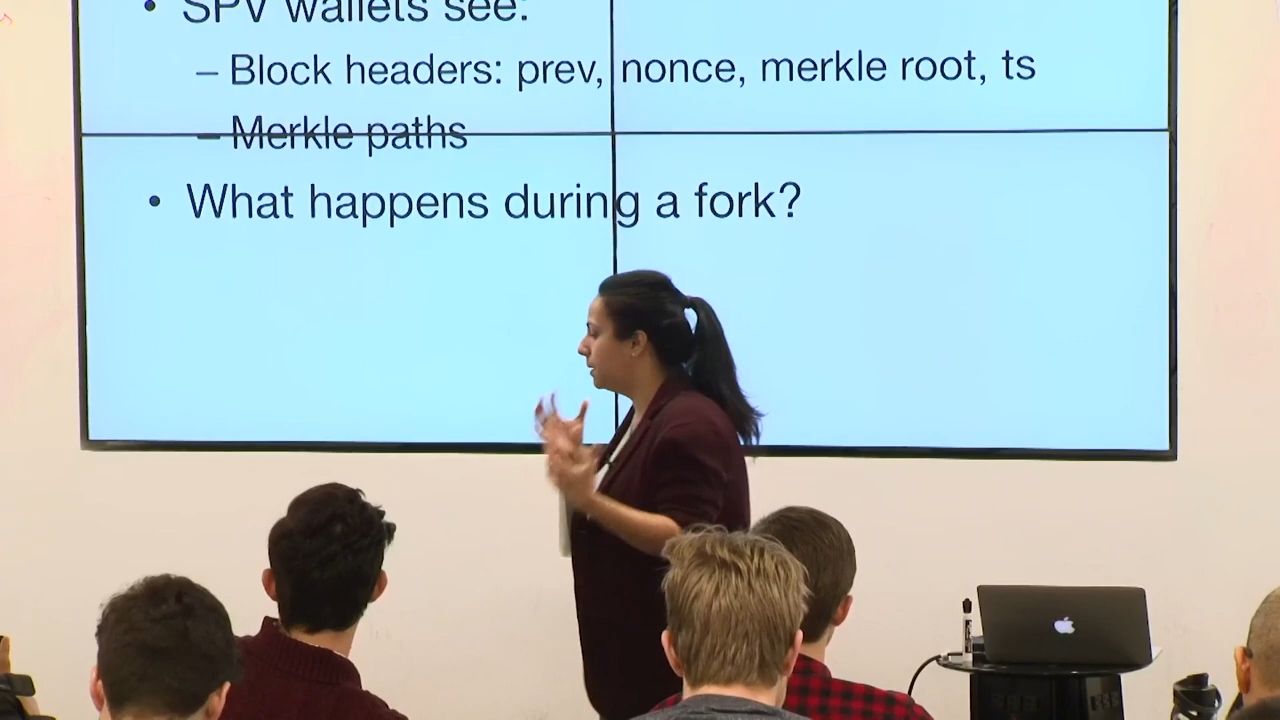 • SPV wallets see:
– Block headers: prev, nonce, merkle root, ts
– Merkle paths
• What happens during a fork?